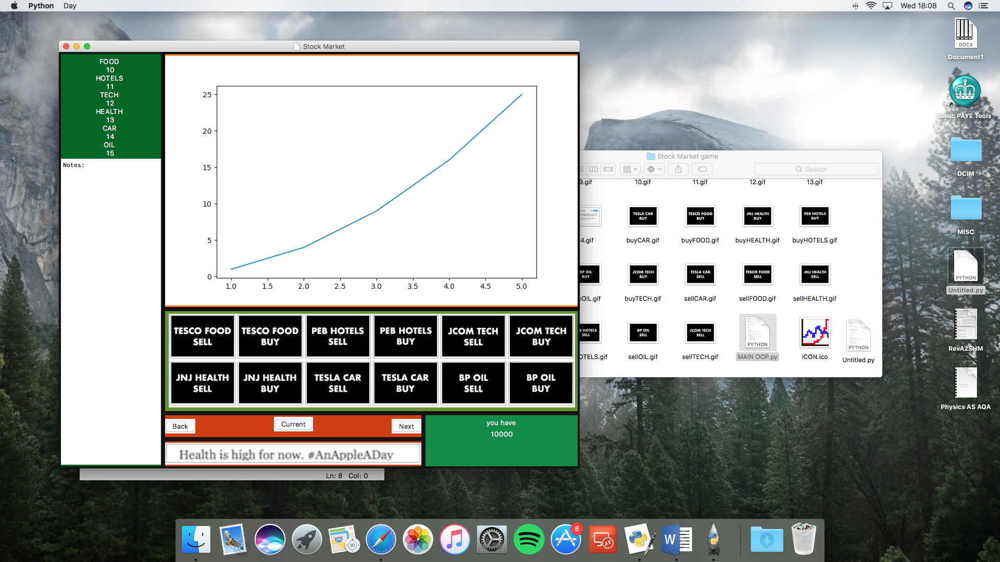 Python Day
Wed 18:08
Stock Market
FOOD
10
HOTELS
11
TECH
12
HEALTH
13
CAR
14
OIL
15
Notes:
25
20
15
10
5
0
1.0 1.5 2.0 2.5 3.0 3.5 4.0 4.5 5.0
TESCO FOOD
SELL
TESCO FOOD
BUY
PEB HOTELS
SELL
PEB HOTELS
BUY
JCOM TECH
SELL
JCOM TECH
BUY
JNJ HEALTH
SELL
JNJ HEALTH
BUY
TESLA CAR
SELL
TESLA CAR
BUY
BP OIL
SELL
BP OIL
BUY
Back
Current
Next
you have
10000
Health is high for now. #AnAppleADay
Ln: 8 Col: 0
Stock Market game
Search
9.gif 10.gif 11.gif 12.gif 13.gif
TESLA CAR
BUY
TESCO FOOD
BUY
JNJ HEALTH
BUY
PEB HOTELS
BUY
4.gif buyCAR.gif buyFOOD.gif buyHEALTH.gif buyHOTELS.gif
BP OIL
BUY
JCOM TECH
BUY
TESLA CAR
SELL
TESCO FOOD
SELL
JNJ HEALTH
SELL
yOIL.gif buyTECH.gif sellCAR.gif sellFOOD.gif sellHEALTH.gif
HOTELS
SELL
BP OIL
SELL
JCOM TECH
SELL
PYTHON
PYTHON
OTELS.gif sellOIL.gif sellTECH.gif MAIN OOP.py ICON.ico Untitled.py
DOCX
Document1
Basic PAYE Tools
DCIM
MISC
PYTHON
Untitled.py
RevA2SHM
Physics AS AQA
280
3D
8
W